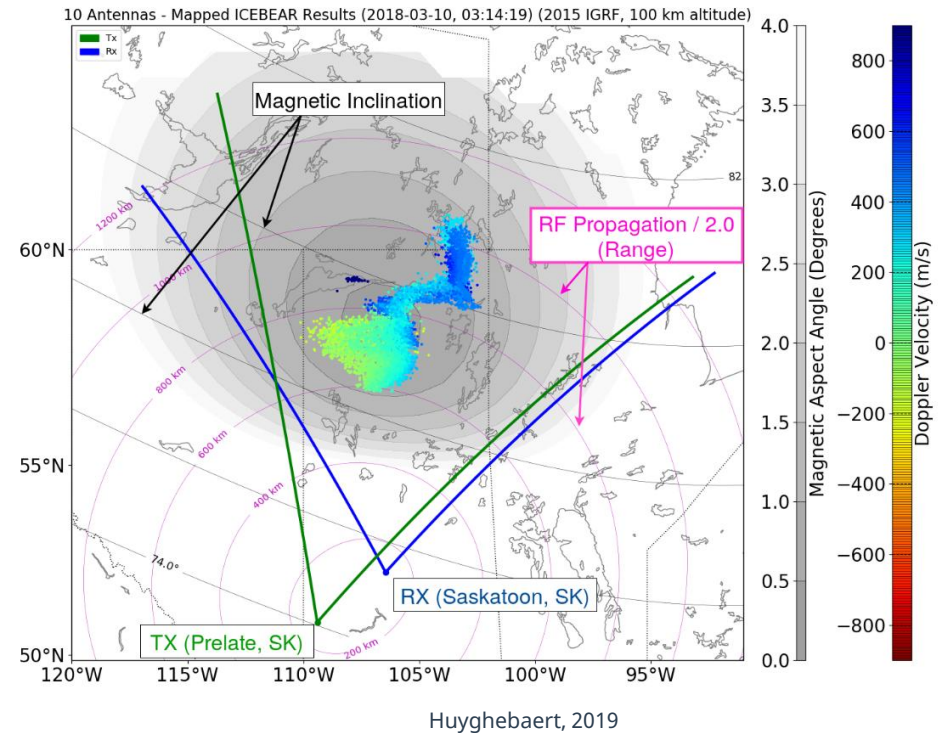 10 Antennas - Mapped ICEBEAR Results (2018-03-10, 03:14:19) (2015 IGRF, 100 km altitude)
Tx
Rx
Magnetic Inclination
82
RF Propagation / 2.0
(Range)
1200 km
1000 km
800 km
600 km
400 km
200 km
74.0°
RX (Saskatoon, SK)
TX (Prelate, SK)
60°N
55°N
50°N
120°W
115°W
110°W
105°W
100°W
95°W
4.0
3.5
3.0
2.5
2.0
1.5
1.0
0.5
0.0
Magnetic Aspect Angle (Degrees)
800
600
400
200
0
−200
−400
−600
−800
Doppler Velocity (m/s)
Huyghebaert, 2019